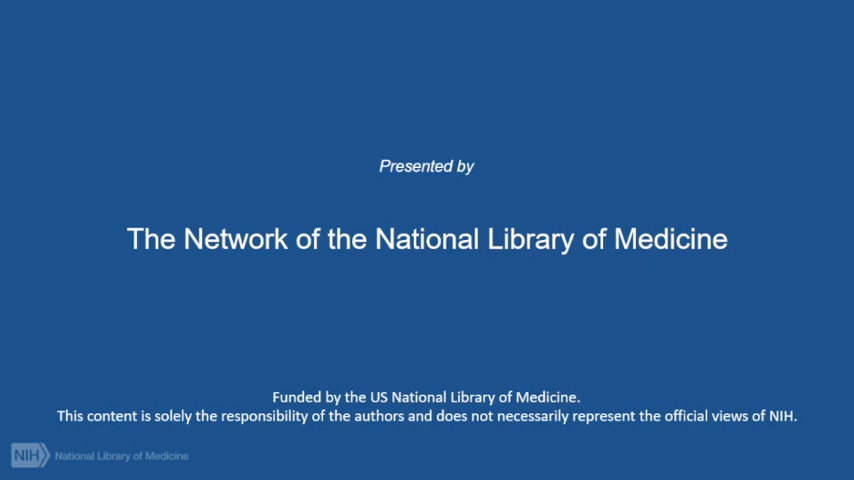 Presented by
The Network of the National Library of Medicine
Funded by the US National Library of Medicine.
This content is solely the responsibility of the authors and does not necessarily represent the official views of NIH.
NIH National Library of Medicine